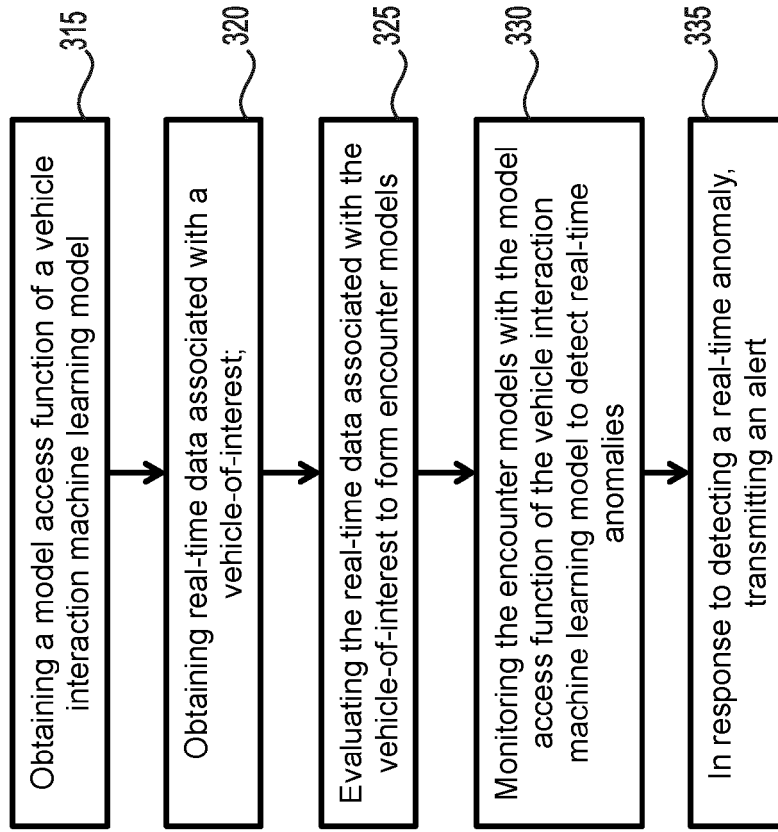 Obtaining a model access function of a vehicle
interaction machine learning model
315
Obtaining real-time data associated with a
vehicle-of-interest;
320
Evaluating the real-time data associated with the
vehicle-of-interest to form encounter models
325
Monitoring the encounter models with the model
access function of the vehicle interaction
machine learning model to detect real-time
anomalies
330
In response to detecting a real-time anomaly,
transmitting an alert
335